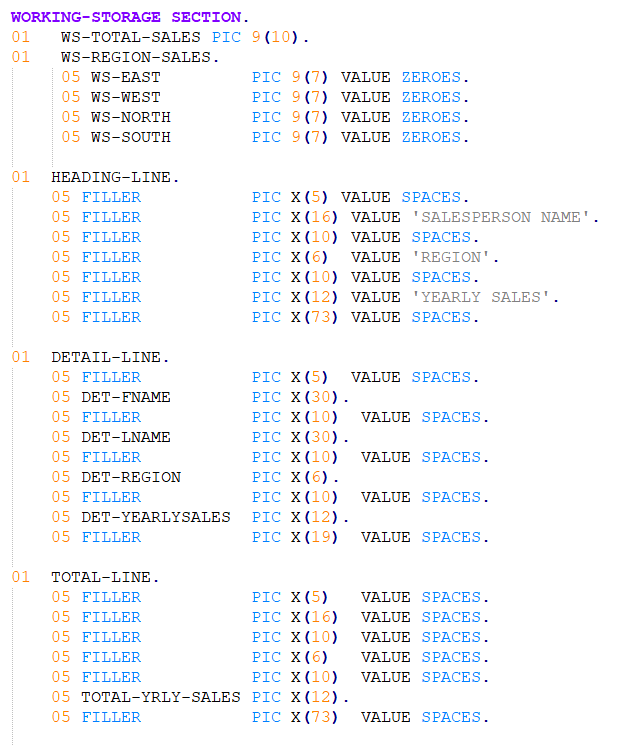 WORKING-STORAGE SECTION.
01   WS-TOTAL-SALES PIC 9(10).
01   WS-REGION-SALES.
     05 WS-EAST         PIC 9(7) VALUE ZEROES.
     05 WS-WEST         PIC 9(7) VALUE ZEROES.
     05 WS-NORTH        PIC 9(7) VALUE ZEROES.
     05 WS-SOUTH        PIC 9(7) VALUE ZEROES.

01  HEADING-LINE.
    05 FILLER           PIC X(5) VALUE SPACES.
    05 FILLER           PIC X(16) VALUE 'SALESPERSON NAME'.
    05 FILLER           PIC X(10) VALUE SPACES.
    05 FILLER           PIC X(6)  VALUE 'REGION'.
    05 FILLER           PIC X(10) VALUE SPACES.
    05 FILLER           PIC X(12) VALUE 'YEARLY SALES'.
    05 FILLER           PIC X(73) VALUE SPACES.

01  DETAIL-LINE.
    05 FILLER           PIC X(5)  VALUE SPACES.
    05 DET-FNAME        PIC X(30).
    05 FILLER           PIC X(10)  VALUE SPACES.
    05 DET-LNAME        PIC X(30).
    05 FILLER           PIC X(10)  VALUE SPACES.
    05 DET-REGION       PIC X(6).
    05 FILLER           PIC X(10)  VALUE SPACES.
    05 DET-YEARLYSALES  PIC X(12).
    05 FILLER           PIC X(19)  VALUE SPACES.

01  TOTAL-LINE.
    05 FILLER           PIC X(5)   VALUE SPACES.
    05 FILLER           PIC X(16)  VALUE SPACES.
    05 FILLER           PIC X(10)  VALUE SPACES.
    05 FILLER           PIC X(6)   VALUE SPACES.
    05 FILLER           PIC X(10)  VALUE SPACES.
    05 TOTAL-YRLY-SALES PIC X(12).
    05 FILLER           PIC X(73)  VALUE SPACES.